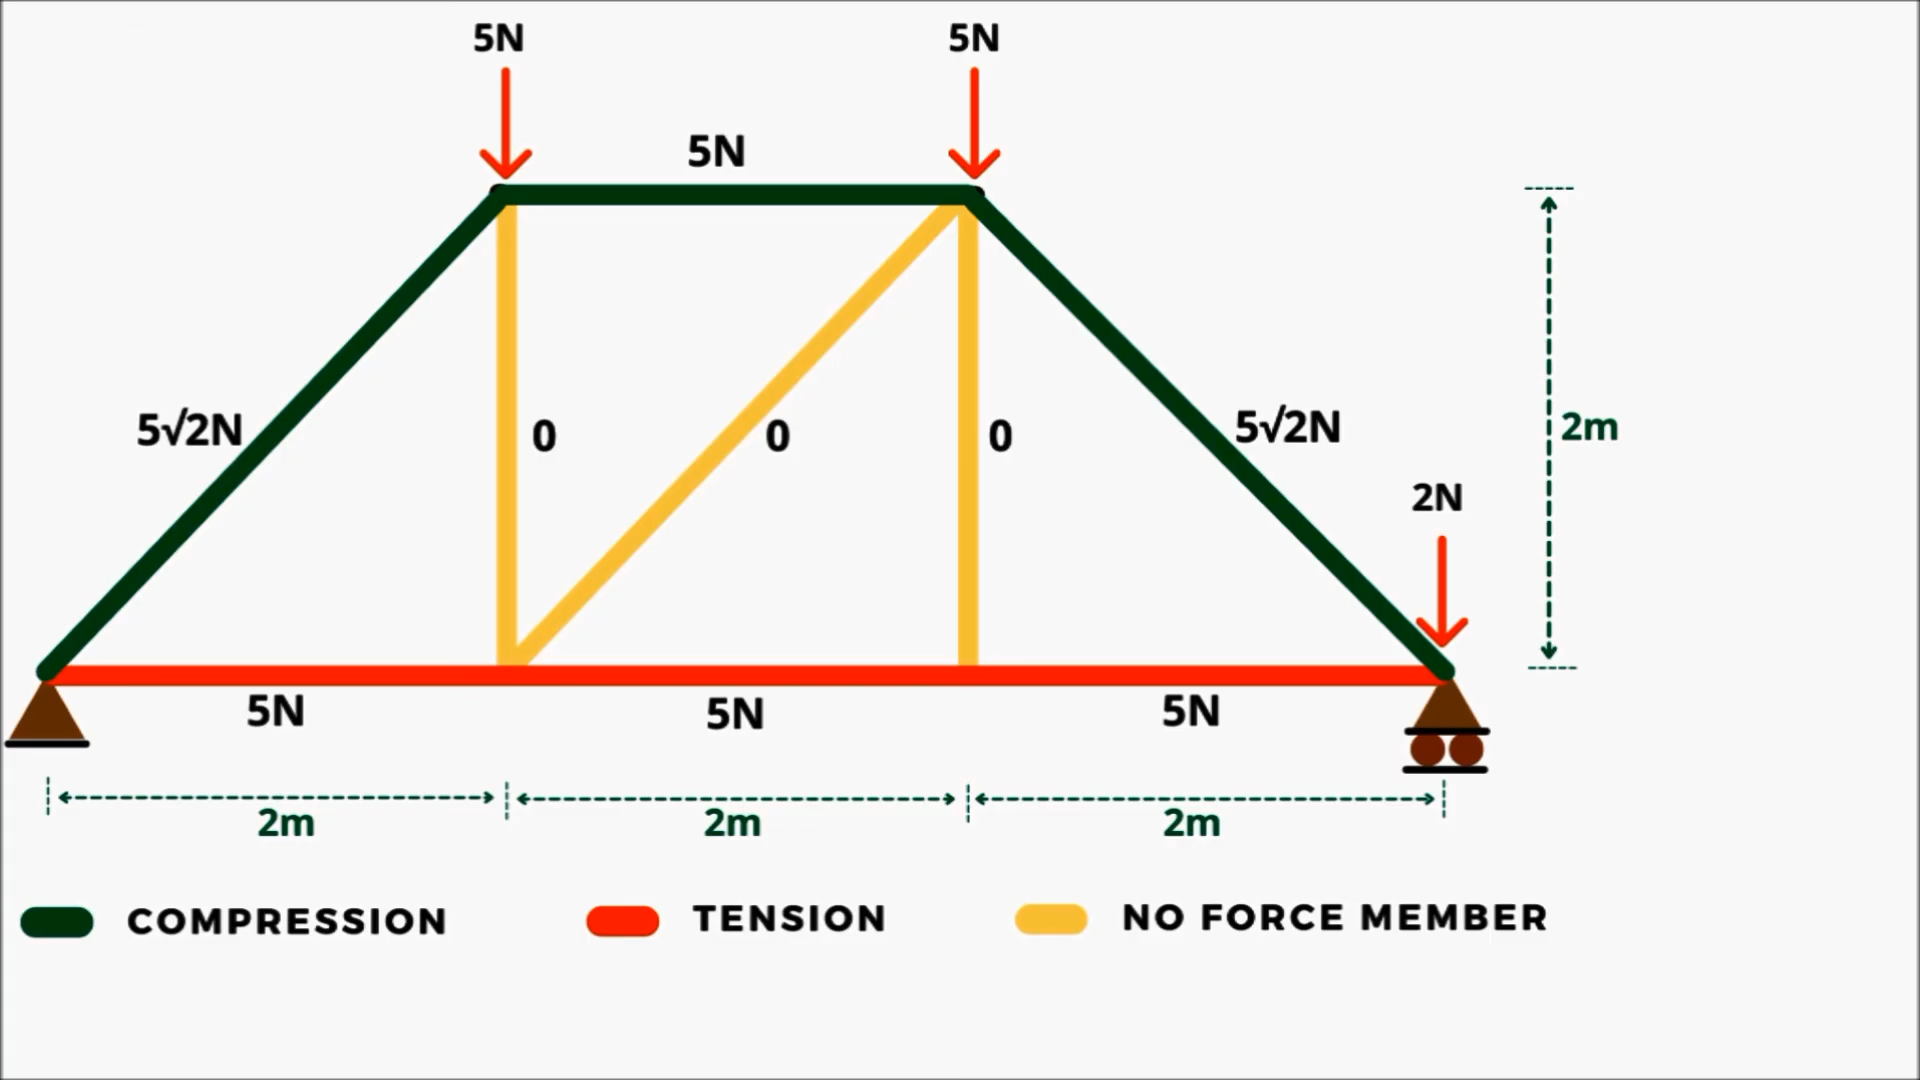 5N 5N
5N
5√2N 0 0 0 5√2N 2m
2N
5N 5N 5N
2m 2m 2m
COMPRESSION TENSION NO FORCE MEMBER